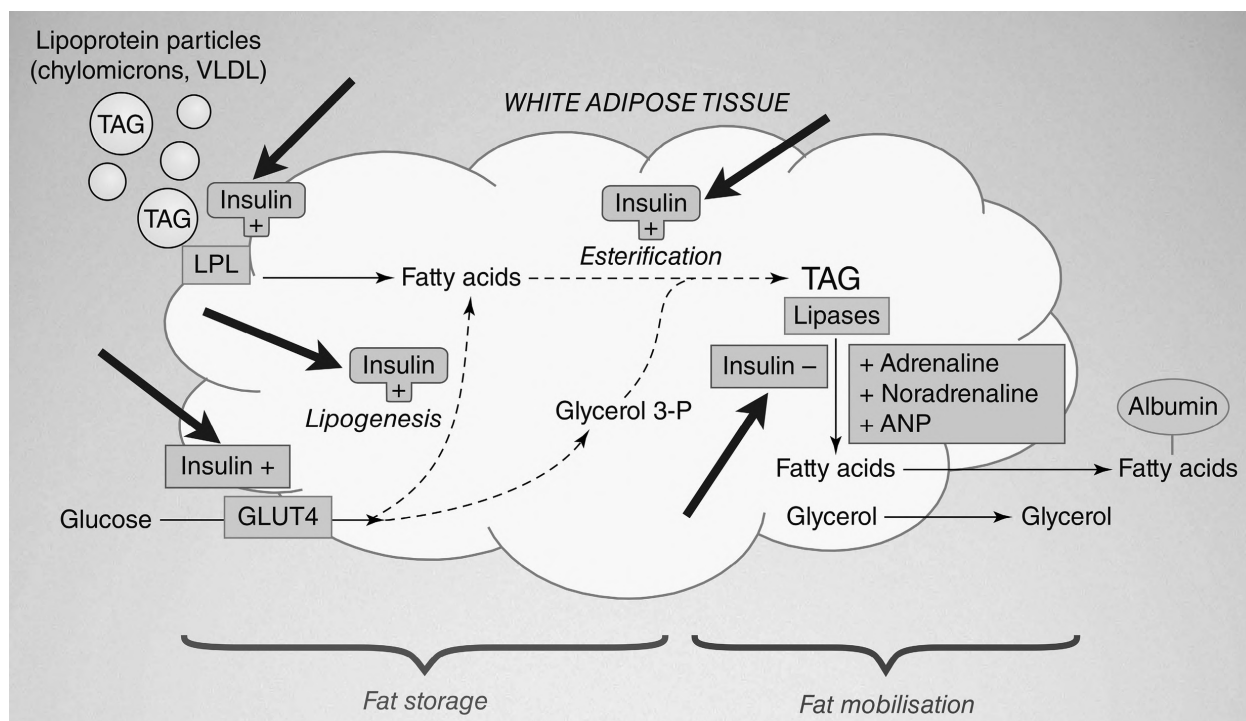 Lipoprotein particles
(chylomicrons, VLDL)
WHITE ADIPOSE TISSUE
TAG
TAG
Insulin
+
Insulin
+
Esterification
LPL
Fatty acids
TAG
Lipases
Insulin
+
Lipogenesis
Insulin –
+ Adrenaline
+ Noradrenaline
+ ANP
Glycerol 3-P
Albumin
Insulin +
Fatty acids
Fatty acids
Glucose
GLUT4
Glycerol
Glycerol
Fat storage
Fat mobilisation